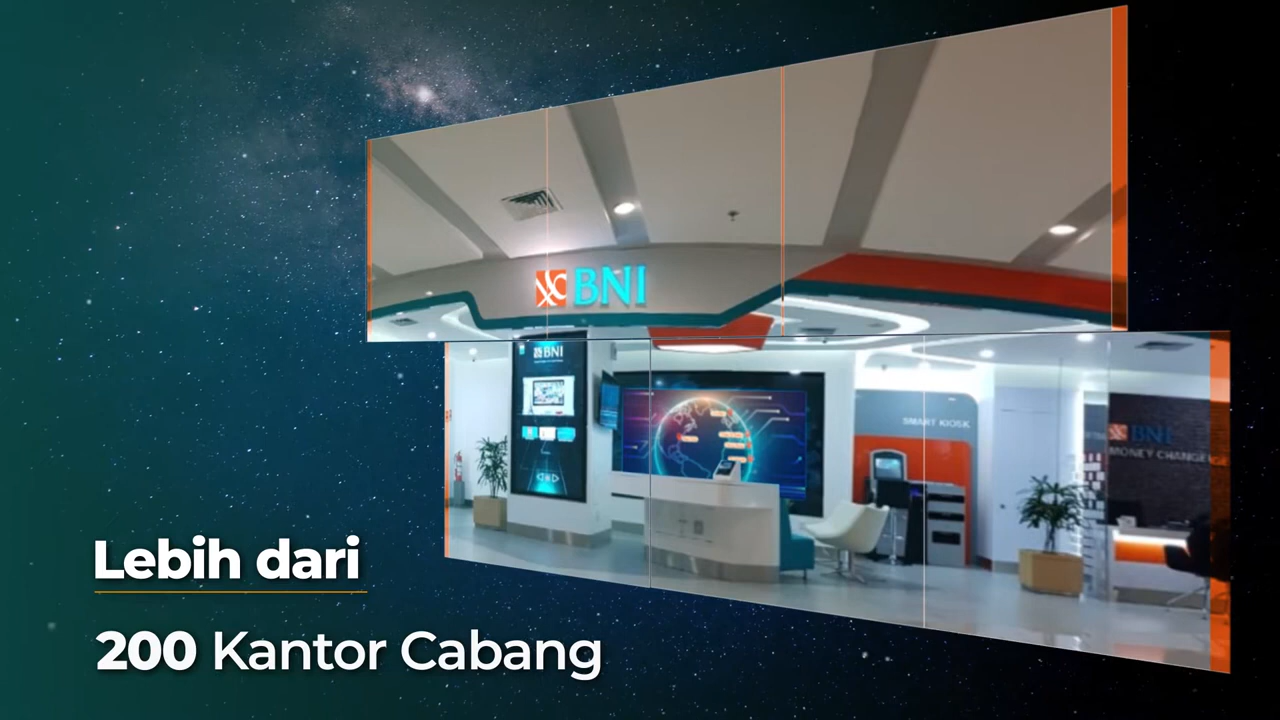 BNI
BNI
SMART KIOSK
BNI
MONEY CHANGER
Lebih dari
200 Kantor Cabang